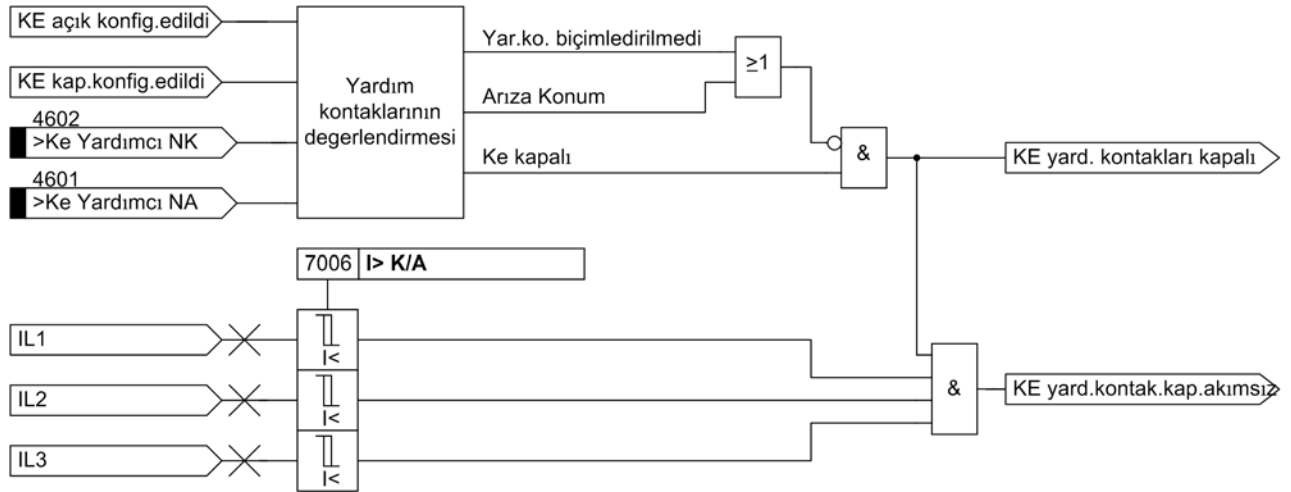 KE açık konfig.edildi
KE kap.konfig.edildi
4602
>Ke Yardımcı NK
4601
>Ke Yardımcı NA
Yardım
kontaklarının
degerlendirmesi
Yar.ko. biçimledirilmedi
Arıza Konum
Ke kapalı
≥1
&
KE yard. kontakları kapalı
7006 I> K/A
IL1
I<
IL2
I<
IL3
I<
&
KE yard.kontak.kap.akımsız